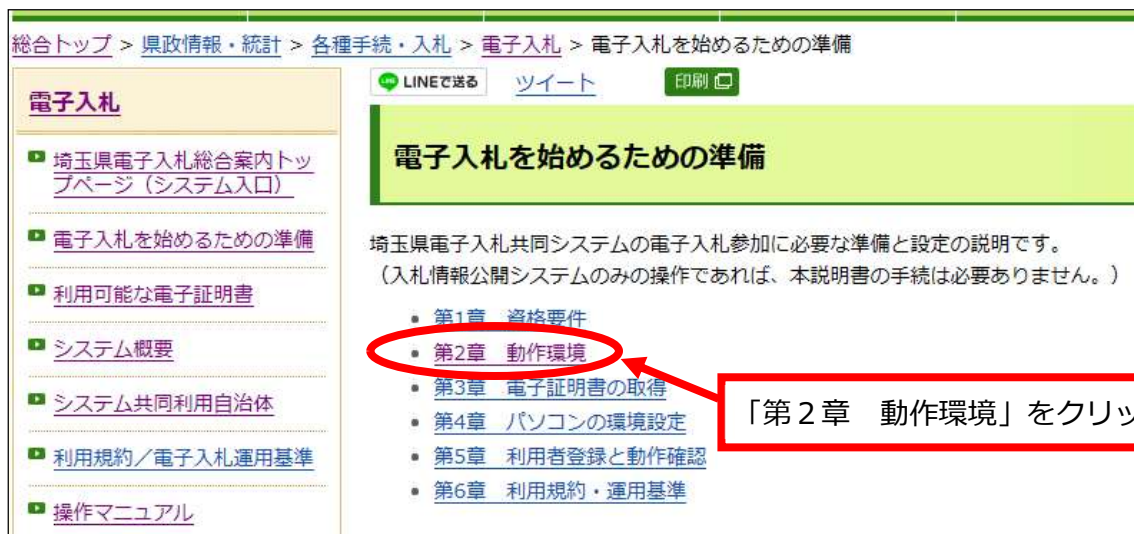 総合トップ > 県政情報・統計 > 各種手続・入札 > 電子入札 > 電子入札を始めるための準備
LINEで送る ツイート 印刷
電子入札
埼玉県電子入札総合案内トッ
プページ（システム入口）
電子入札を始めるための準備
利用可能な電子証明書
システム概要
システム共同利用自治体
利用規約／電子入札運用基準
操作マニュアル
電子入札を始めるための準備
埼玉県電子入札共同システムの電子入札参加に必要な準備と設定の説明です。
（入札情報公開システムのみの操作であれば、本説明書の手続は必要ありません。）
第1章　資格要件
第2章　動作環境
第3章　電子証明書の取得
第4章　パソコンの環境設定
第5章　利用者登録と動作確認
第6章　利用規約・運用基準
「第２章　動作環境」をクリッ